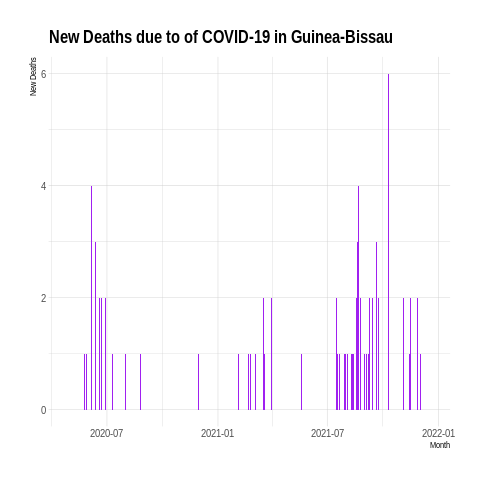 New Deaths due to of COVID-19 in Guinea-Bissau
New Deaths
6
4
2
0
2020-07 2021-01 2021-07 2022-01
Month